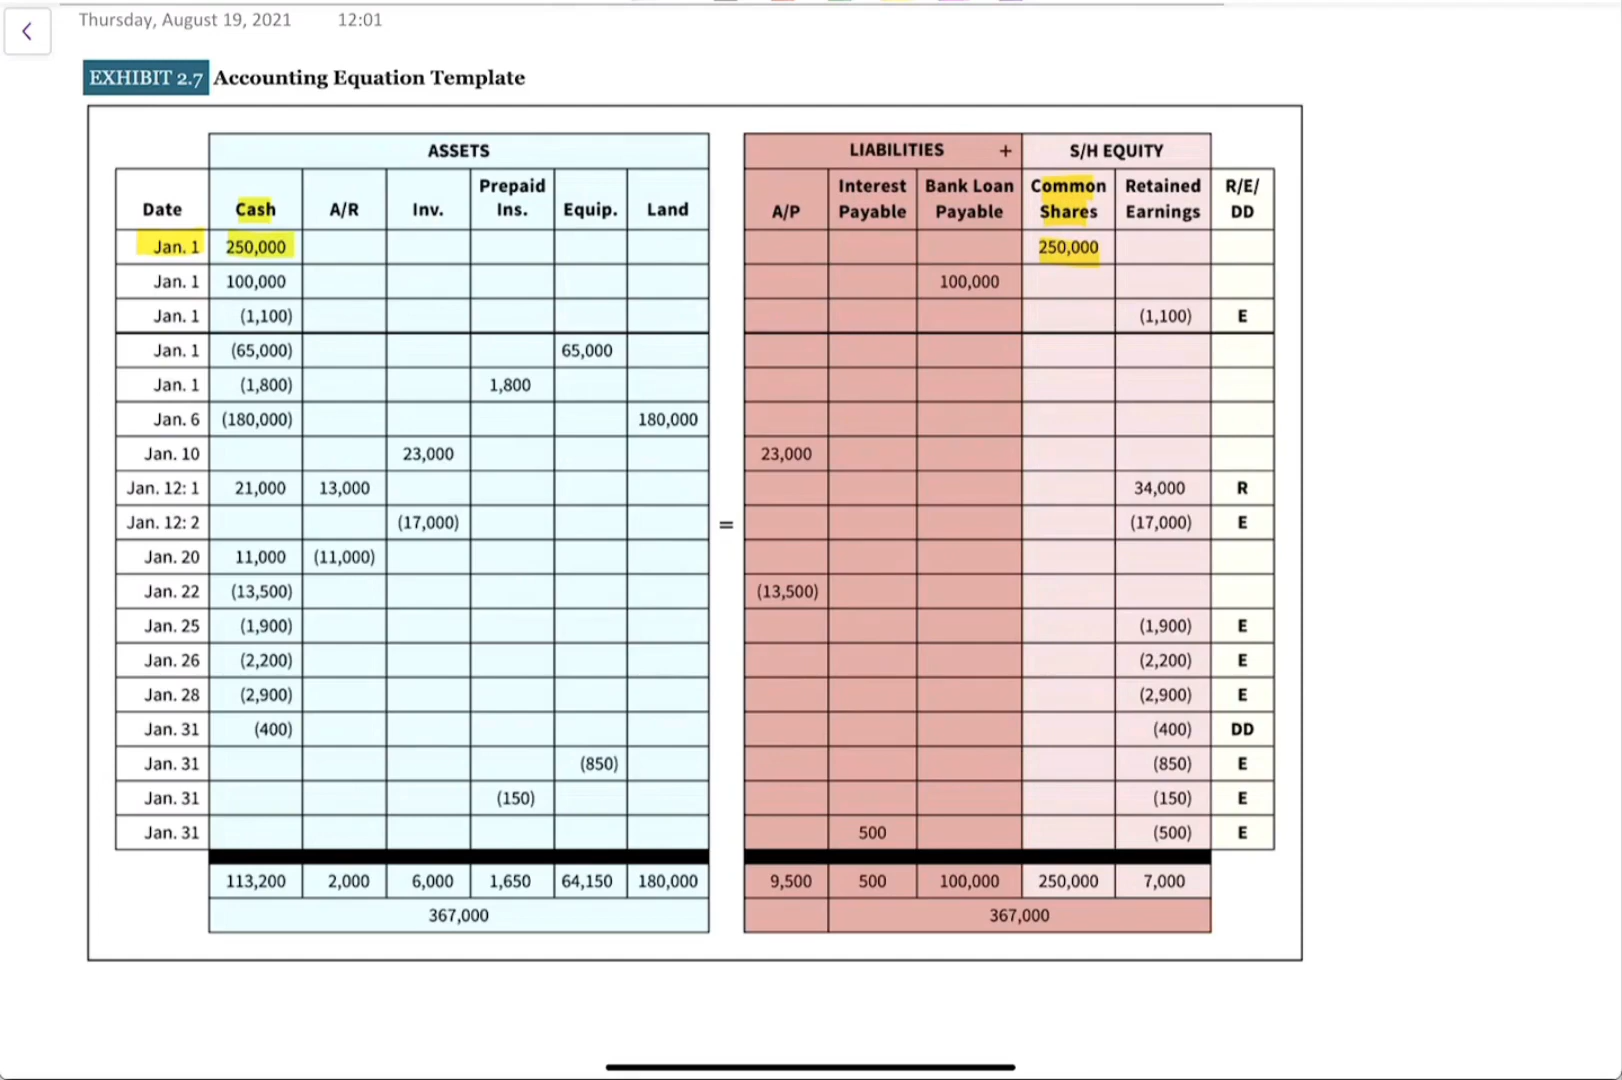 Thursday, August 19, 2021 12:01
EXHIBIT 2.7 Accounting Equation Template
ASSETS LIABILITIES + S/H EQUITY
Date Cash A/R Inv. Prepaid Ins. Equip. Land A/P Interest Payable Bank Loan Payable Common Shares Retained Earnings R/E/ DD
Jan. 1 250,000 250,000
Jan. 1 100,000 100,000
Jan. 1 (1,100) (1,100) E
Jan. 1 (65,000) 65,000
Jan. 1 (1,800) 1,800
Jan. 6 (180,000) 180,000
Jan. 10 23,000 23,000
Jan. 12: 1 21,000 13,000 34,000 R
Jan. 12: 2 (17,000) = (17,000) E
Jan. 20 11,000 (11,000)
Jan. 22 (13,500) (13,500)
Jan. 25 (1,900) (1,900) E
Jan. 26 (2,200) (2,200) E
Jan. 28 (2,900) (2,900) E
Jan. 31 (400) (400) DD
Jan. 31 (850) (850) E
Jan. 31 (150) (150) E
Jan. 31 500 (500) E
113,200 2,000 6,000 1,650 64,150 180,000 9,500 500 100,000 250,000 7,000
367,000 367,000